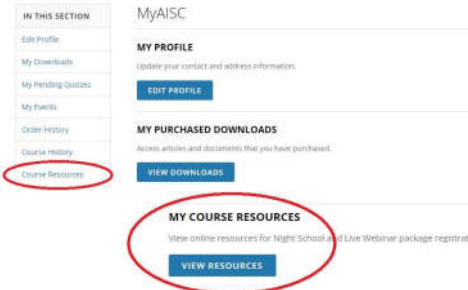 IN THIS SECTION
Edit Profile
My Downloads
My Pending Quizzes
My Events
Order History
Course History
Course Resources
MyAISC
MY PROFILE
Update your contact and address information.
EDIT PROFILE
MY PURCHASED DOWNLOADS
Access articles and documents that you have purchased.
VIEW DOWNLOADS
MY COURSE RESOURCES
View online resources for Night School and Live Webinar package registrat
VIEW RESOURCES